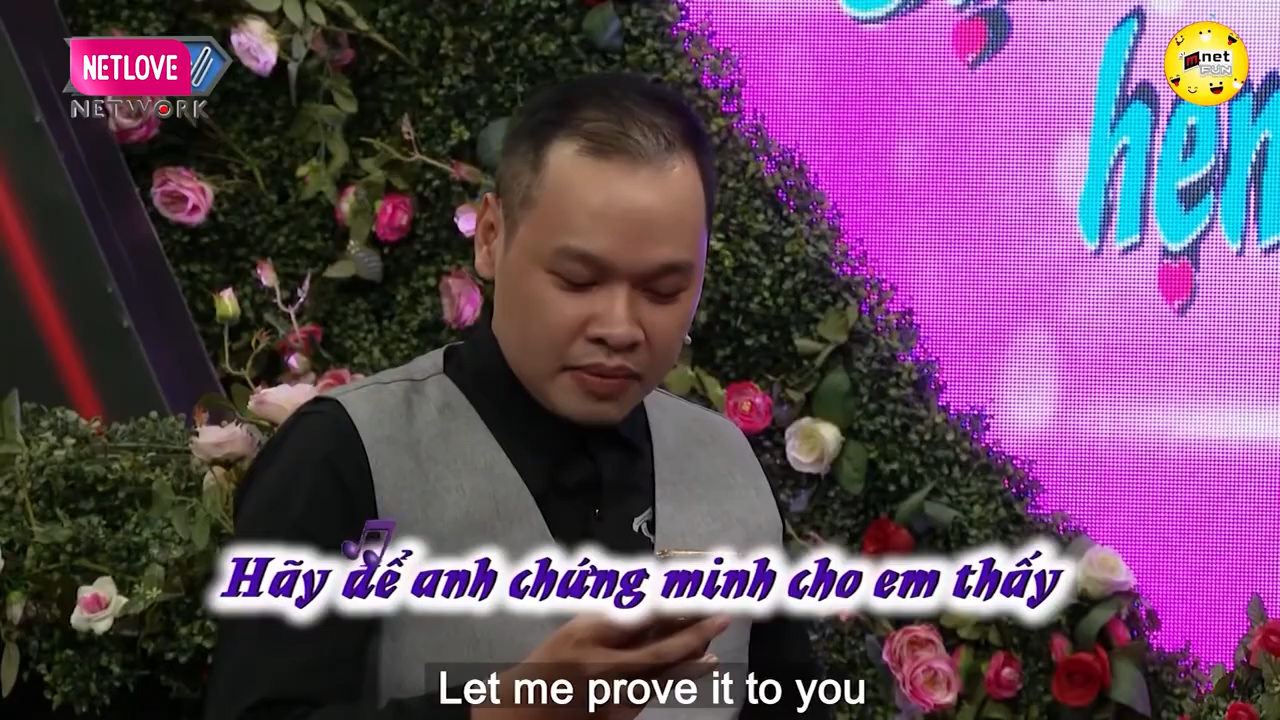 NETLOVE
NETWORK
m.net
FUN
hẹn
Hãy để anh chứng minh cho em thấy
Let me prove it to you